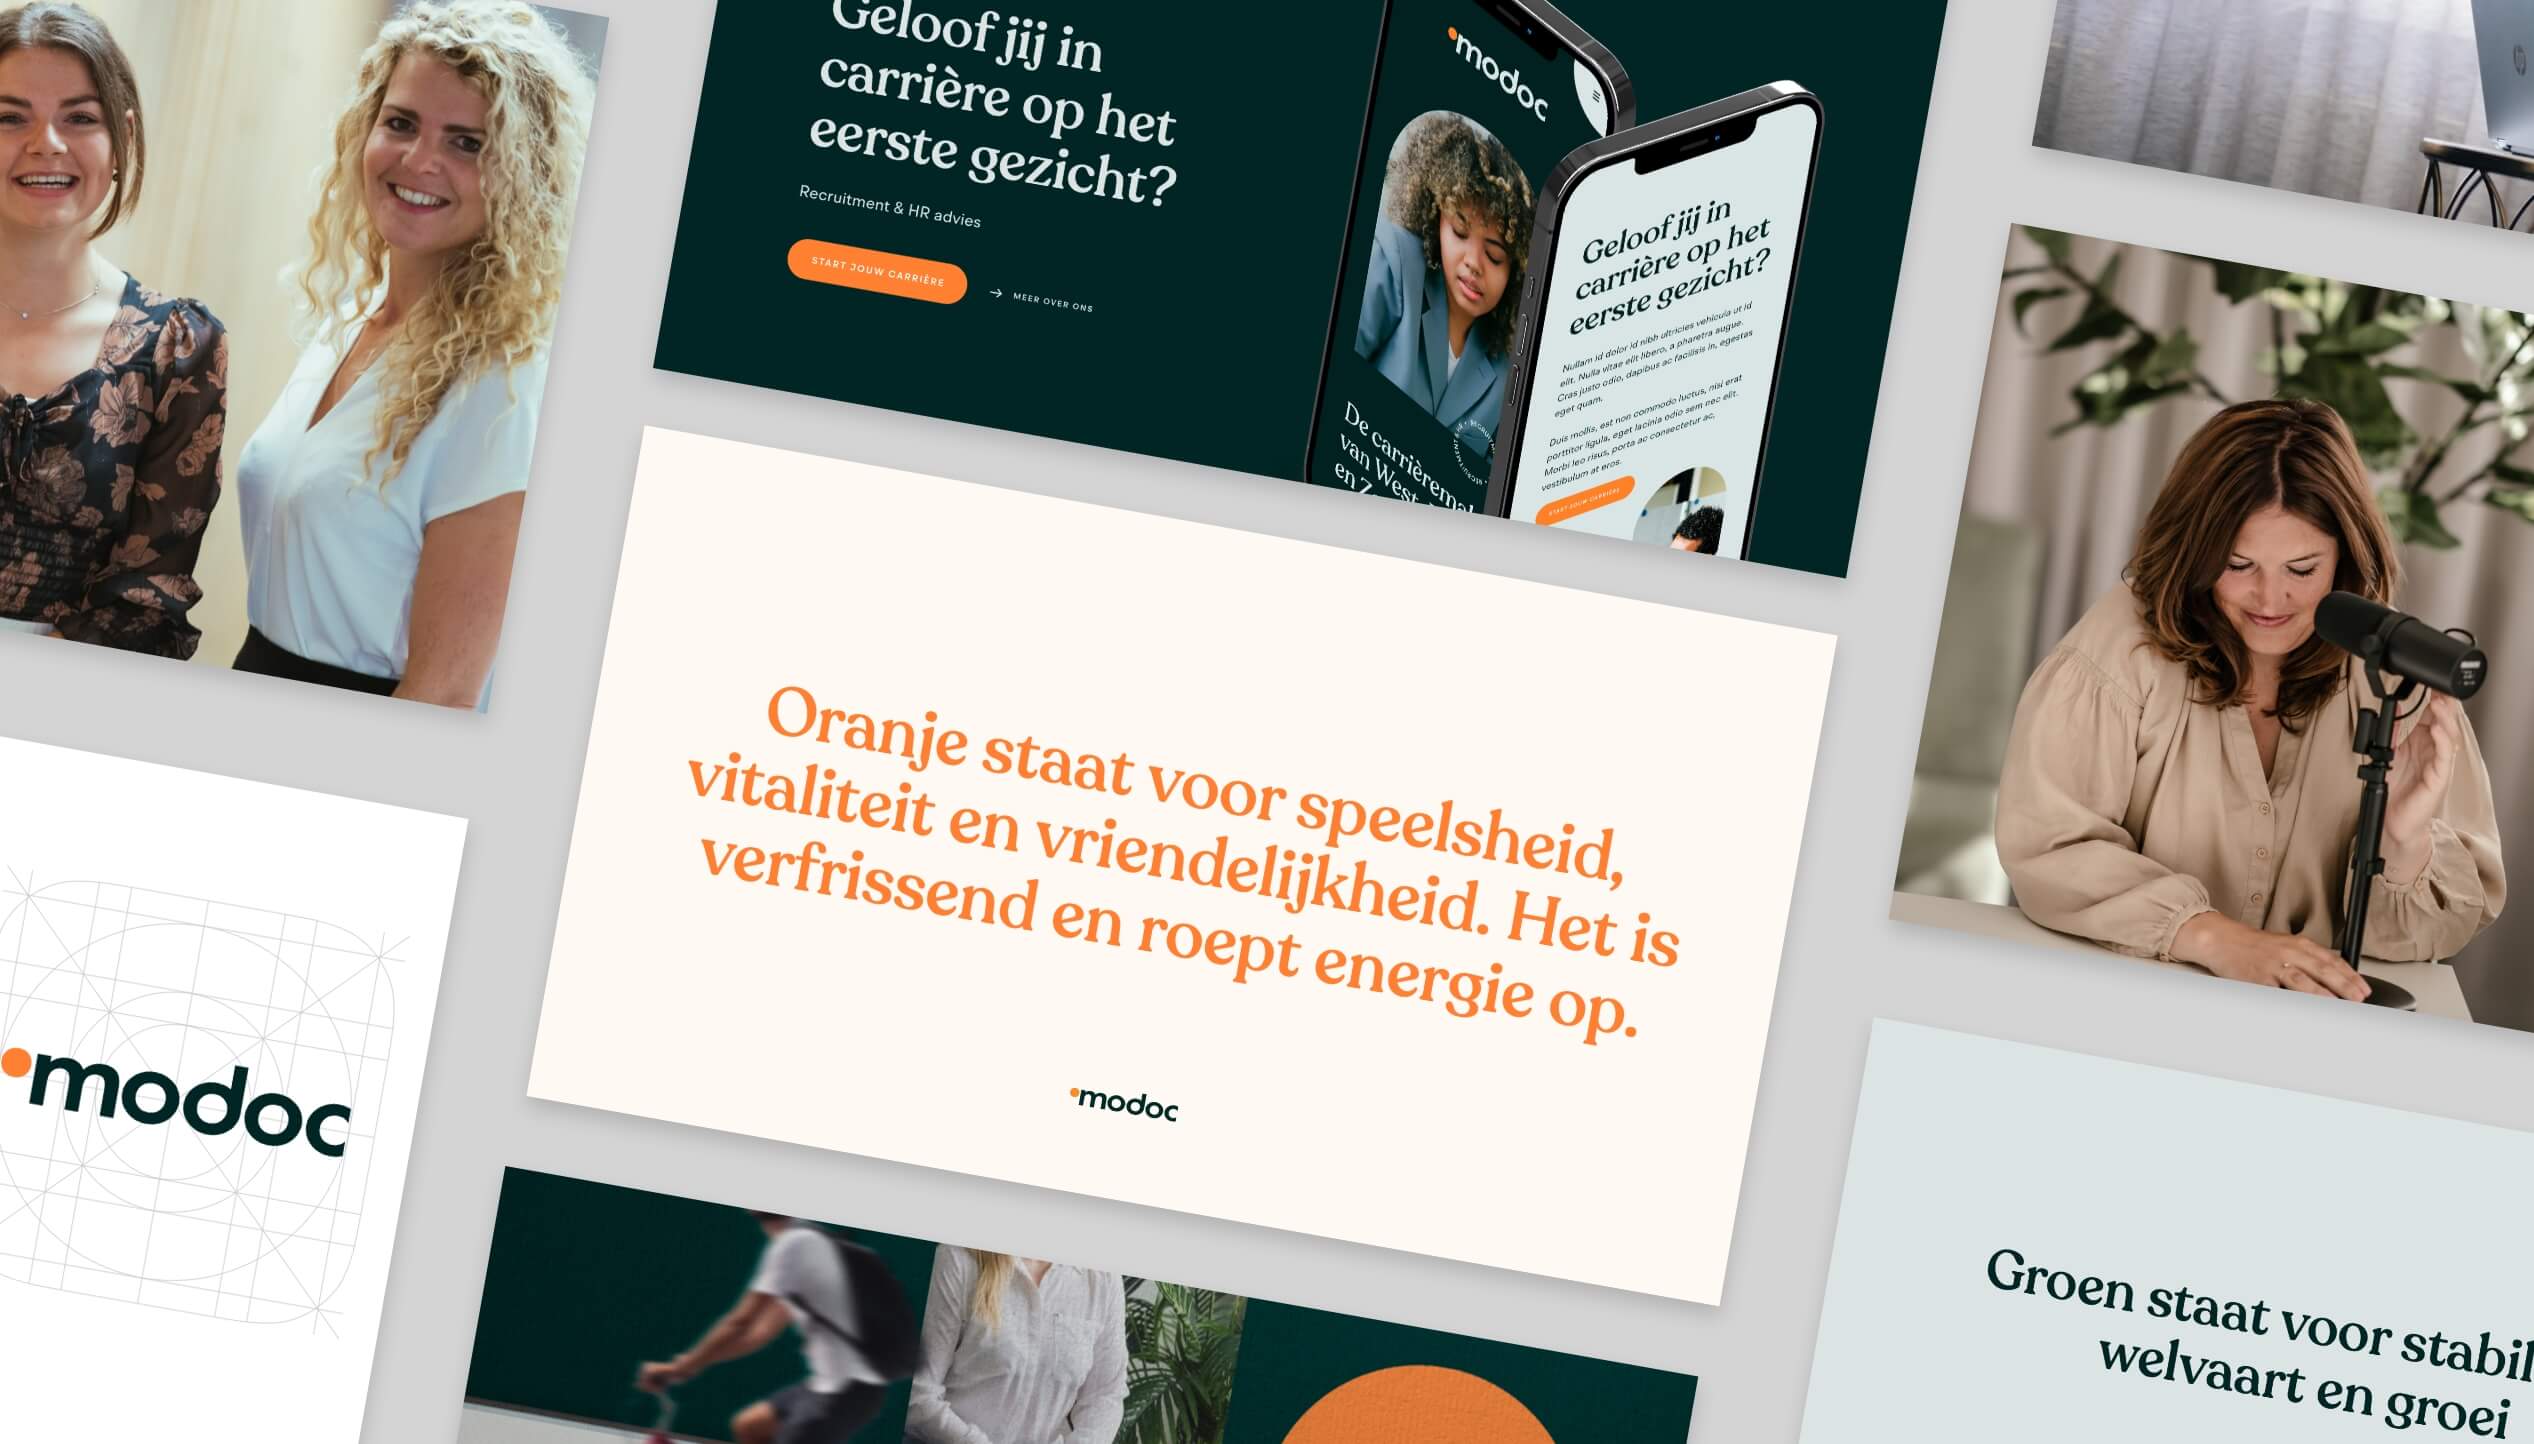 Geloof jij in
carrière op het
eerste gezicht?
Recruitment & HR advies
START JOUW CARRIÈRE
→ MEER OVER ONS
modoc
De carrièremal
van West
en Z
Geloof jij in
carrière op het
eerste gezicht?
Nullam id dolor id nibh ultricies vehicula ut id
elit. Nulla vitae elit libero, a pharetra augue.
Cras justo odio, dapibus ac facilisis in, egestas
eget quam.
Duis mollis, est non commodo luctus, nisi erat
porttitor ligula, eget lacinia odio sem nec elit.
Morbi leo risus, porta ac consectetur ac,
vestibulum at eros.
START JOUW CARRIÈRE
hp
Oranje staat voor speelsheid,
vitaliteit en vriendelijkheid. Het is
verfrissend en roept energie op.
modoc
modoc
Groen staat voor stabil
welvaart en groei